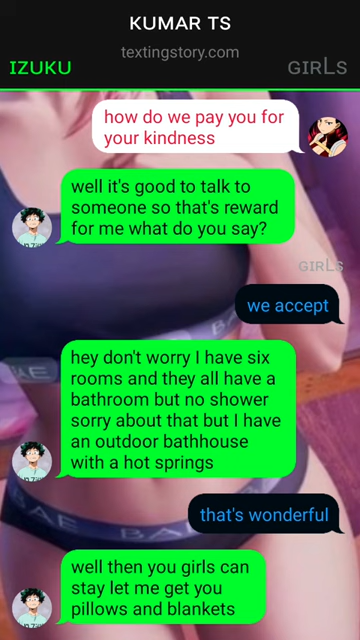 KUMAR TS
textingstory.com
IZUKU
GIRLS
how do we pay you for
your kindness
well it's good to talk to
someone so that's reward
for me what do you say?
GIRLS
we accept
hey don't worry I have six
rooms and they all have a
bathroom but no shower
sorry about that but I have
an outdoor bathhouse
with a hot springs
that's wonderful
well then you girls can
stay let me get you
pillows and blankets